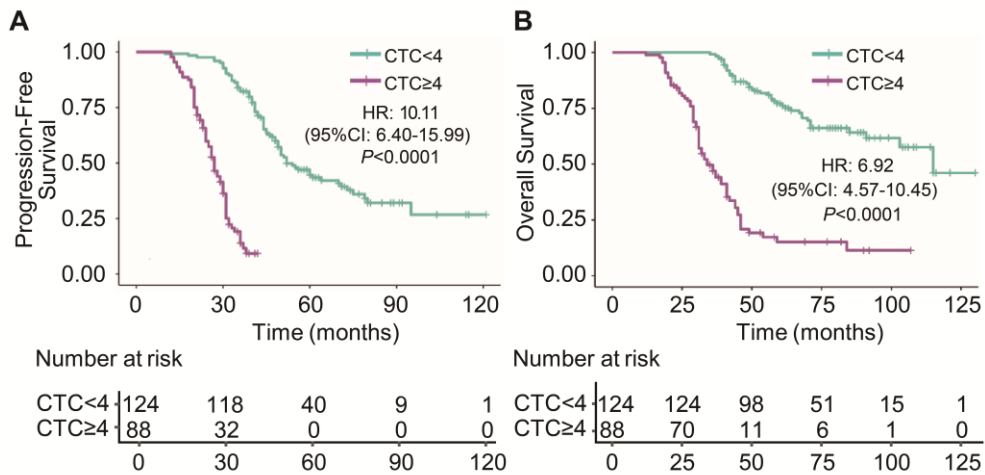 A
Progression-Free
Survival
1.00
0.75
0.50
0.25
0.00
CTC<4
CTC≥4
HR: 10.11
(95%CI: 6.40-15.99)
P<0.0001
0 30 60 90 120
Time (months)
Number at risk
CTC<4 124 118 40 9 1
CTC≥4 88 32 0 0 0
0 30 60 90 120
B
Overall Survival
1.00
0.75
0.50
0.25
0.00
CTC<4
CTC≥4
HR: 6.92
(95%CI: 4.57-10.45)
P<0.0001
0 25 50 75 100 125
Time (months)
Number at risk
CTC<4 124 124 98 51 15 1
CTC≥4 88 70 11 6 1 0
0 25 50 75 100 125